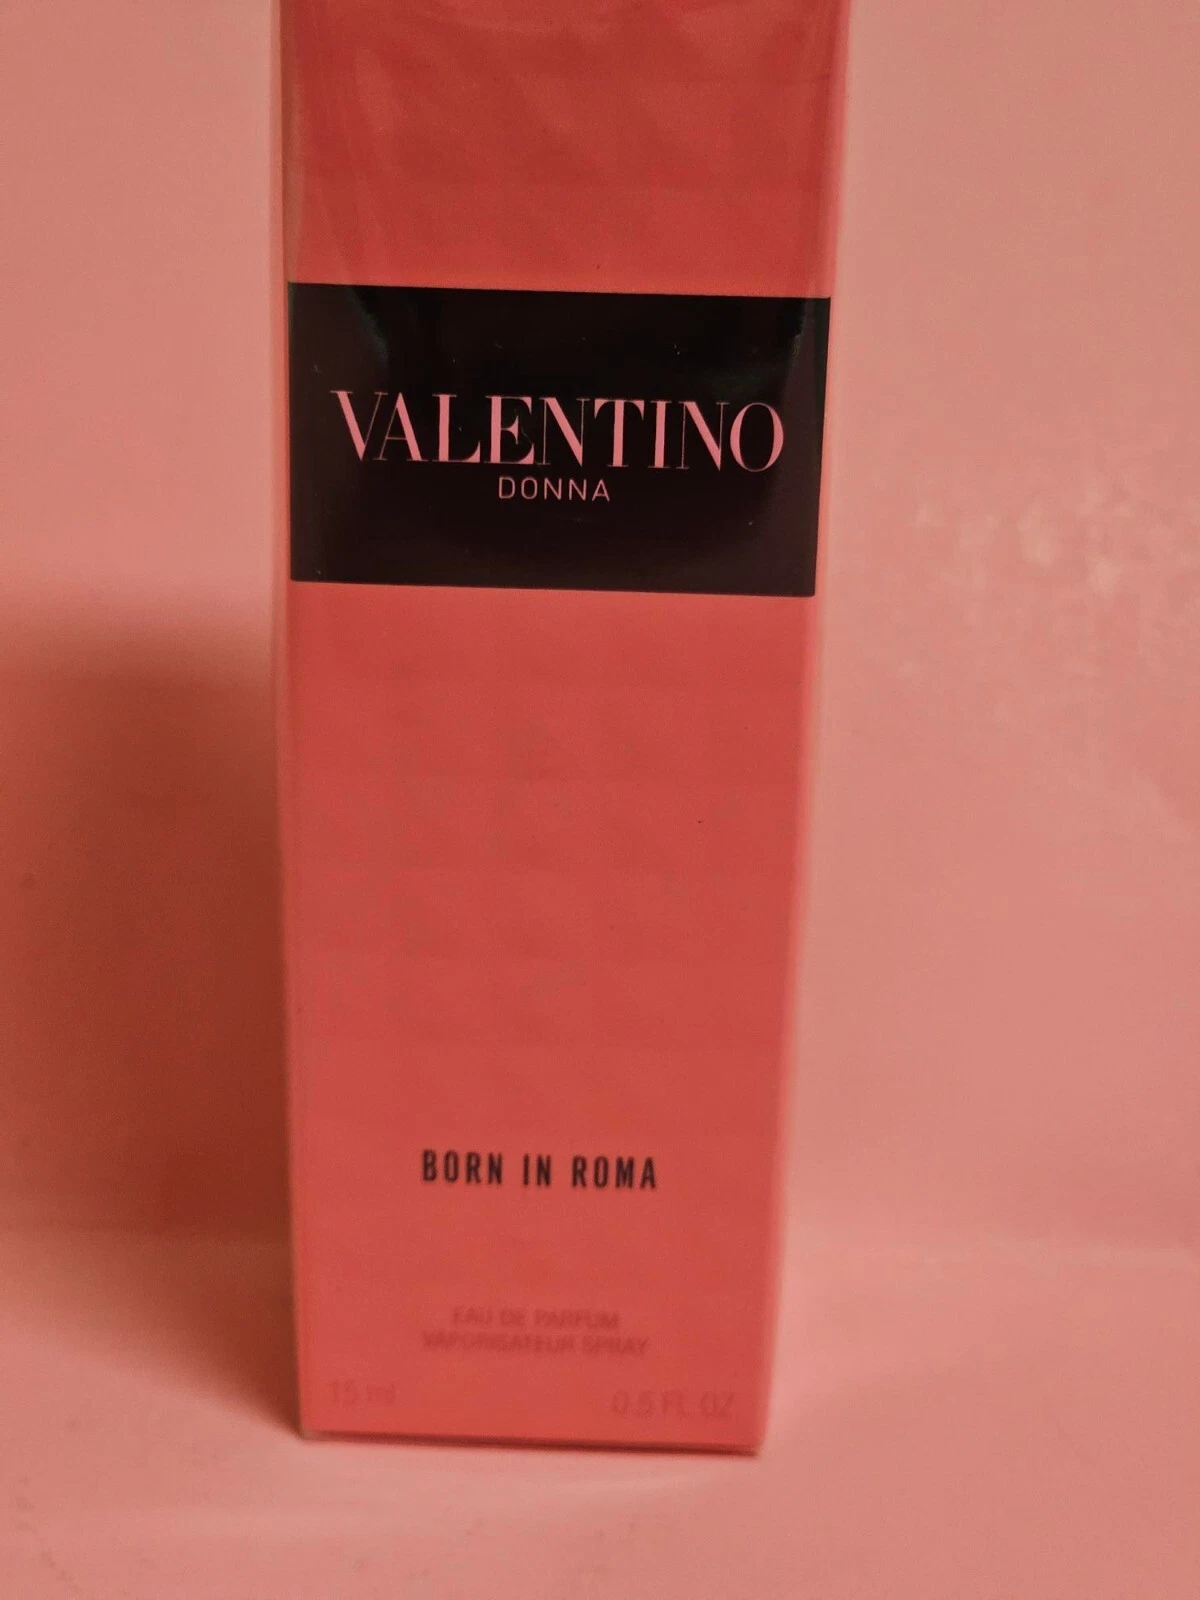 VALENTINO
DONNA
BORN IN ROMA
EAU DE PARFUM
VAPORISATEUR SPRAY
15 ml
0.5 FL. OZ